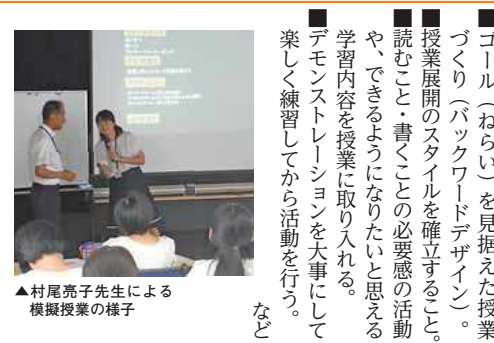 ■ゴール（ねらい）を見据えた授業
づくり（バックワードデザイン）。
■授業展開のスタイルを確立すること。
■読むこと・書くことの必要感の活動
や、できるようになりたいと思える
学習内容を授業に取り入れる。
■デモンストレーションを大事にして
楽しく練習してから活動を行う。
など
▲村尾亮子先生による
模擬授業の様子